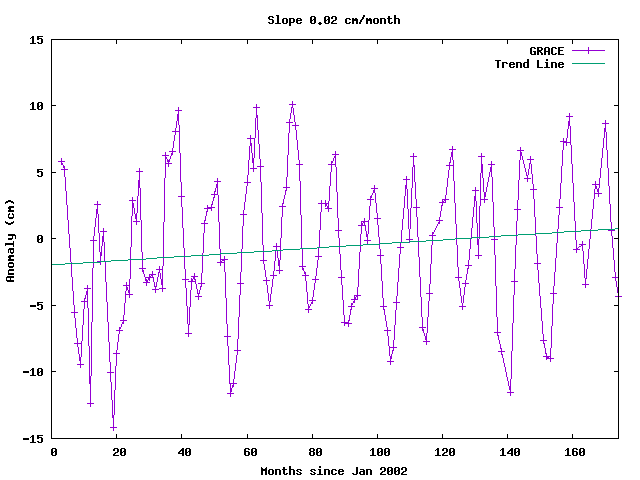 Slope 0.02 cm/month
15
GRACE
Trend Line
10
5
0
-5
-10
-15
Anomaly (cm)
0 20 40 60 80 100 120 140 160
Months since Jan 2002